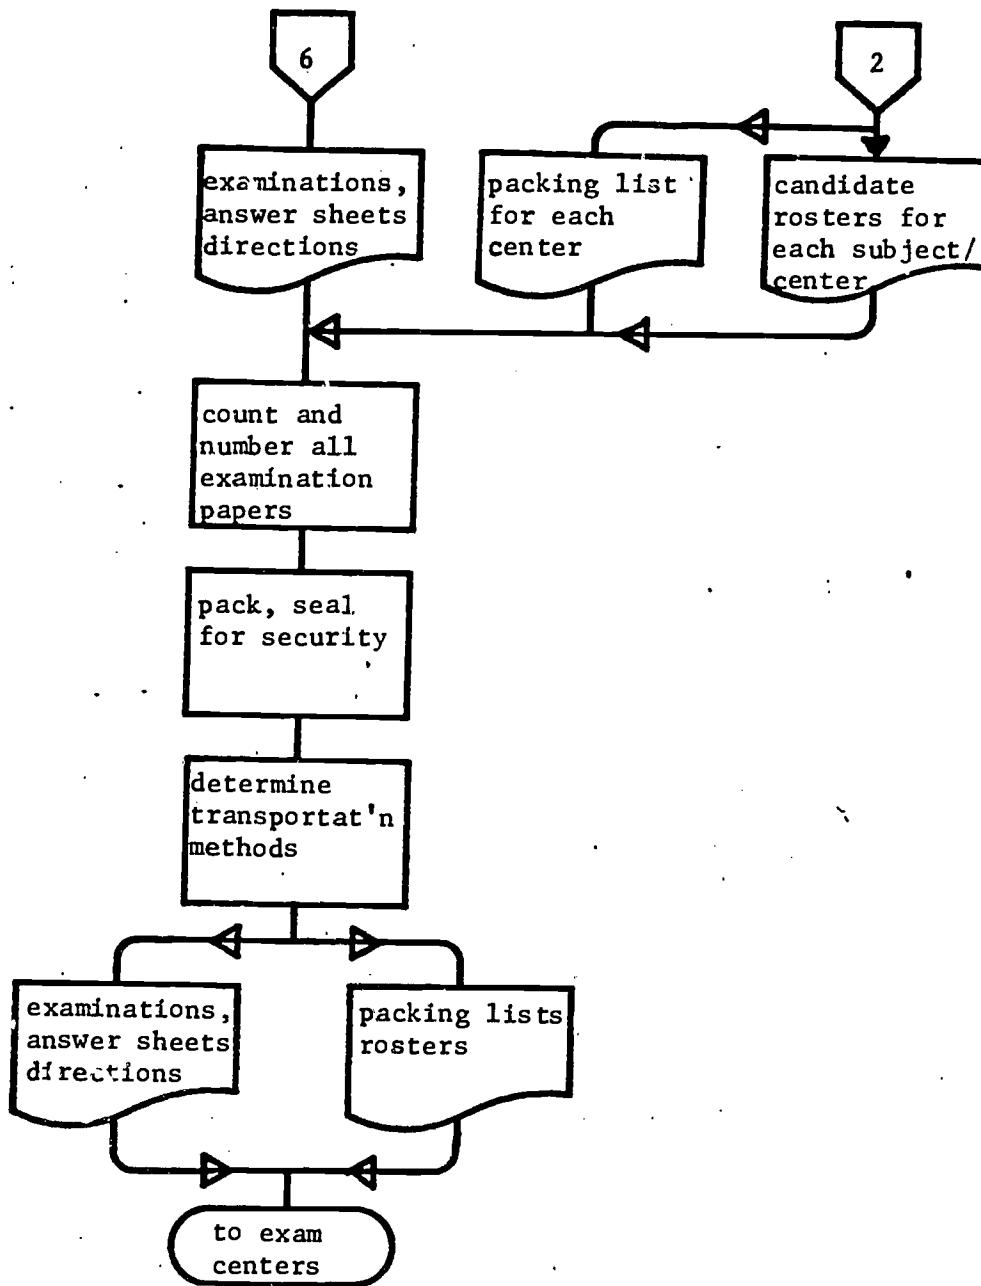 6
2
examinations,
answer sheets
directions
packing list
for each
center
candidate
rosters for
each subject/
center
count and
number all
examination
papers
pack, seal
for security
determine
transportat'n
methods
examinations,
answer sheets
directions
packing lists
rosters
to exam
centers